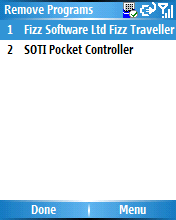 Remove Programs
1 Fizz Software Ltd Fizz Traveller
2 SOTI Pocket Controller
Done Menu